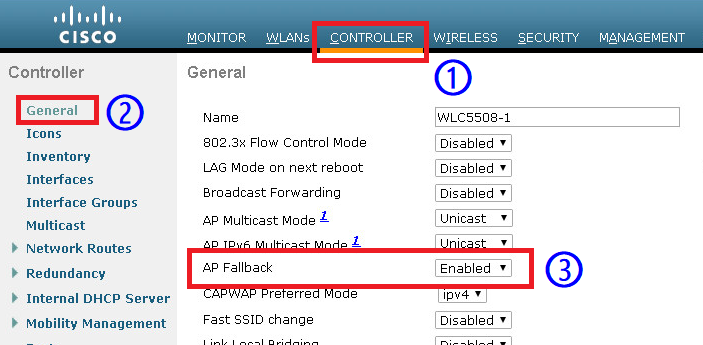 CISCO
MONITOR WLANs CONTROLLER WIRELESS SECURITY MANAGEMENT
1
Controller
General
2
Icons
Inventory
Interfaces
Interface Groups
Multicast
Network Routes
Redundancy
Internal DHCP Server
Mobility Management
General
Name WLC5508-1
802.3x Flow Control Mode Disabled
LAG Mode on next reboot Disabled
Broadcast Forwarding Disabled
AP Multicast Mode 1 Unicast
AP IPv6 Multicast Mode 1 Unicast
AP Fallback Enabled
3
CAPWAP Preferred Mode ipv4
Fast SSID change Disabled
Link Local Bridging Disabled